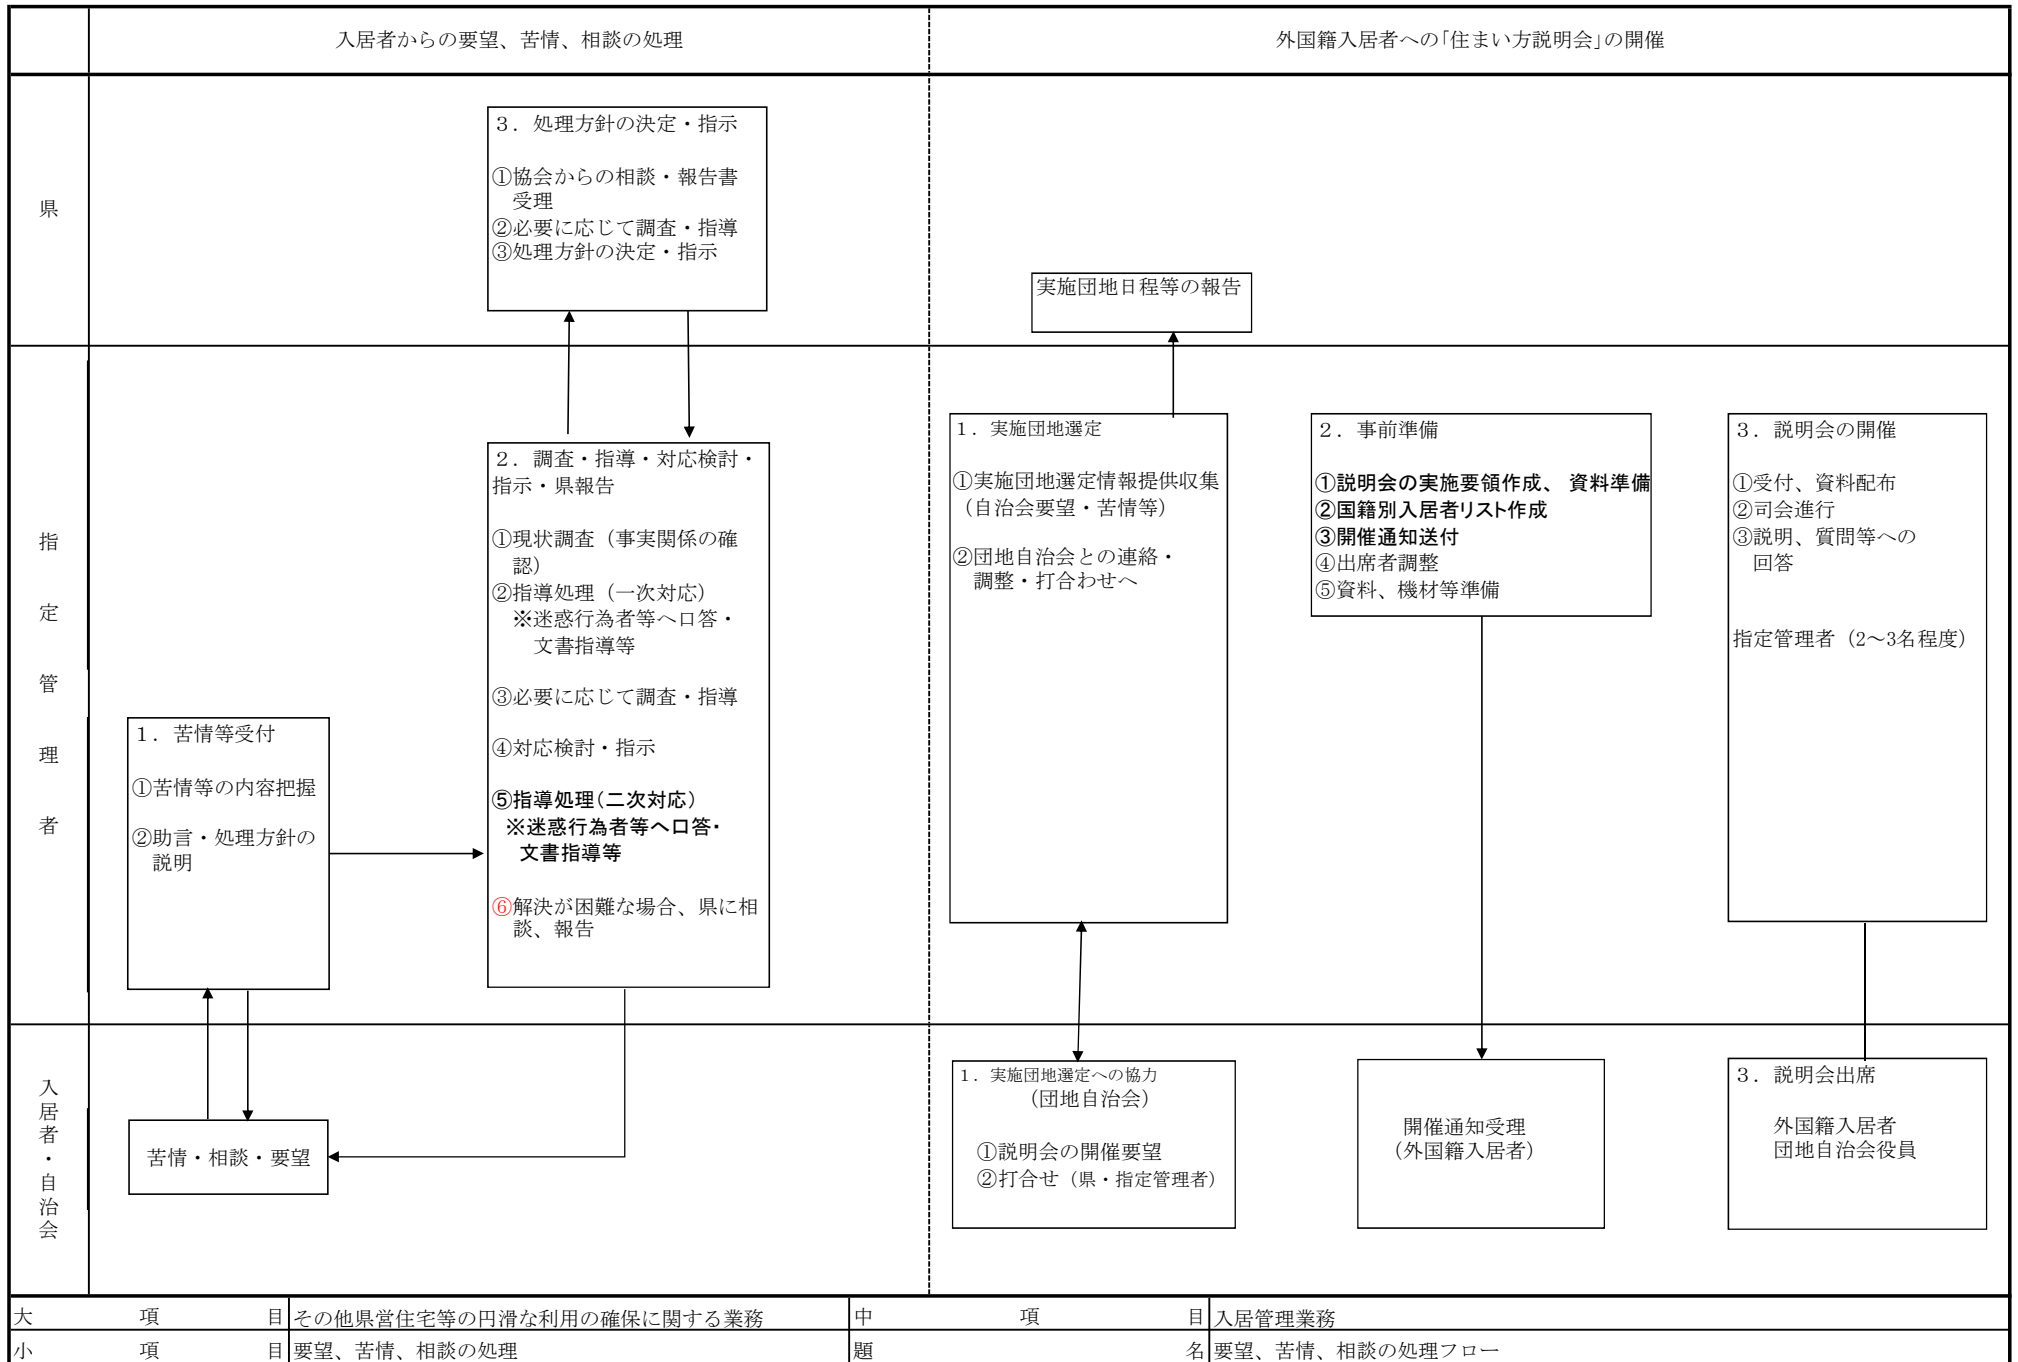 入居者からの要望、苦情、相談の処理
外国籍入居者への｢住まい方説明会｣の開催
県
3．処理方針の決定・指示
①協会からの相談・報告書
受理
②必要に応じて調査・指導
③処理方針の決定・指示
実施団地日程等の報告
指定管理者
1．苦情等受付
①苦情等の内容把握
②助言・処理方針の
説明
2．調査・指導・対応検討・
指示・県報告
①現状調査（事実関係の確
認）
②指導処理（一次対応）
※迷惑行為者等へ口答・
文書指導等
③必要に応じて調査・指導
④対応検討・指示
⑤指導処理（二次対応）
※迷惑行為者等へ口答・
文書指導等
⑥解決が困難な場合、県に相
談、報告
1．実施団地選定
①実施団地選定情報提供収集
（自治会要望・苦情等）
②団地自治会との連絡・
調整・打合わせへ
2．事前準備
①説明会の実施要領作成、 資料準備
②国籍別入居者リスト作成
③開催通知送付
④出席者調整
⑤資料、機材等準備
3．説明会の開催
①受付、資料配布
②司会進行
③説明、質問等への
回答
指定管理者（2～3名程度）
入居者・自治会
苦情・相談・要望
1．実施団地選定への協力
（団地自治会）
①説明会の開催要望
②打合せ（県・指定管理者）
開催通知受理
（外国籍入居者）
3．説明会出席
外国籍入居者
団地自治会役員
大項目 その他県営住宅等の円滑な利用の確保に関する業務 中項目 入居管理業務
小項目 要望、苦情、相談の処理 題名 要望、苦情、相談の処理フロー